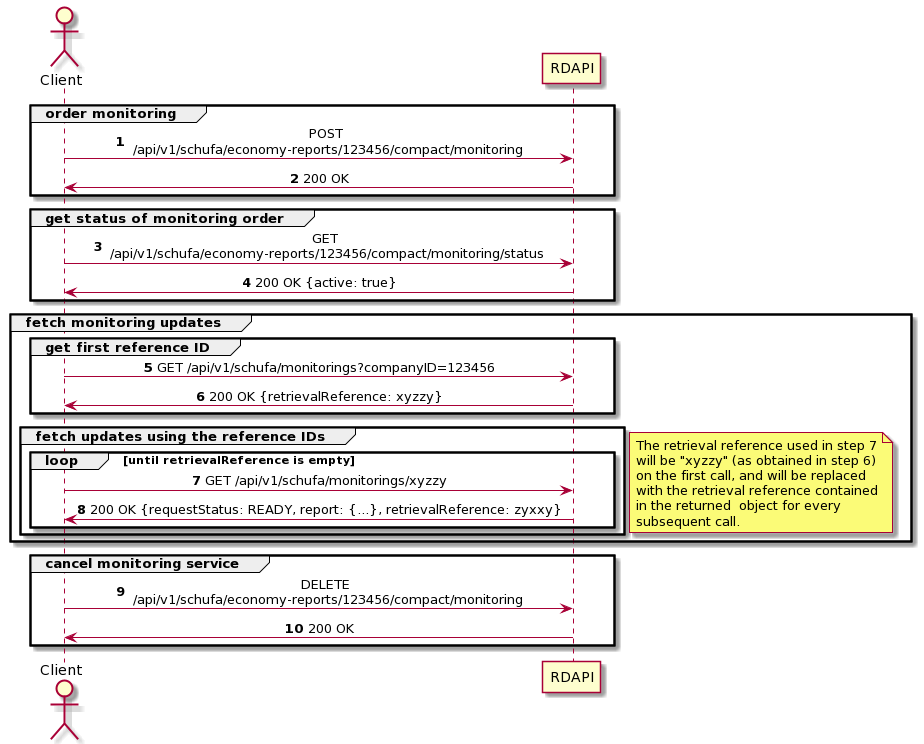 Client
RDAPI
order monitoring
POST
1 /api/v1/schufa/economy-reports/123456/compact/monitoring
2 200 OK
get status of monitoring order
GET
3 /api/v1/schufa/economy-reports/123456/compact/monitoring/status
4 200 OK {active: true}
fetch monitoring updates
get first reference ID
5 GET /api/v1/schufa/monitorings?companyID=123456
6 200 OK {retrievalReference: xyzzy}
fetch updates using the reference IDs
loop [until retrievalReference is empty]
7 GET /api/v1/schufa/monitorings/xyzzy
8 200 OK {requestStatus: READY, report: {...}, retrievalReference: zyxxy}
The retrieval reference used in step 7
will be "xyzzy" (as obtained in step 6)
on the first call, and will be replaced
with the retrieval reference contained
in the returned object for every
subsequent call.
cancel monitoring service
DELETE
9 /api/v1/schufa/economy-reports/123456/compact/monitoring
10 200 OK
Client
RDAPI